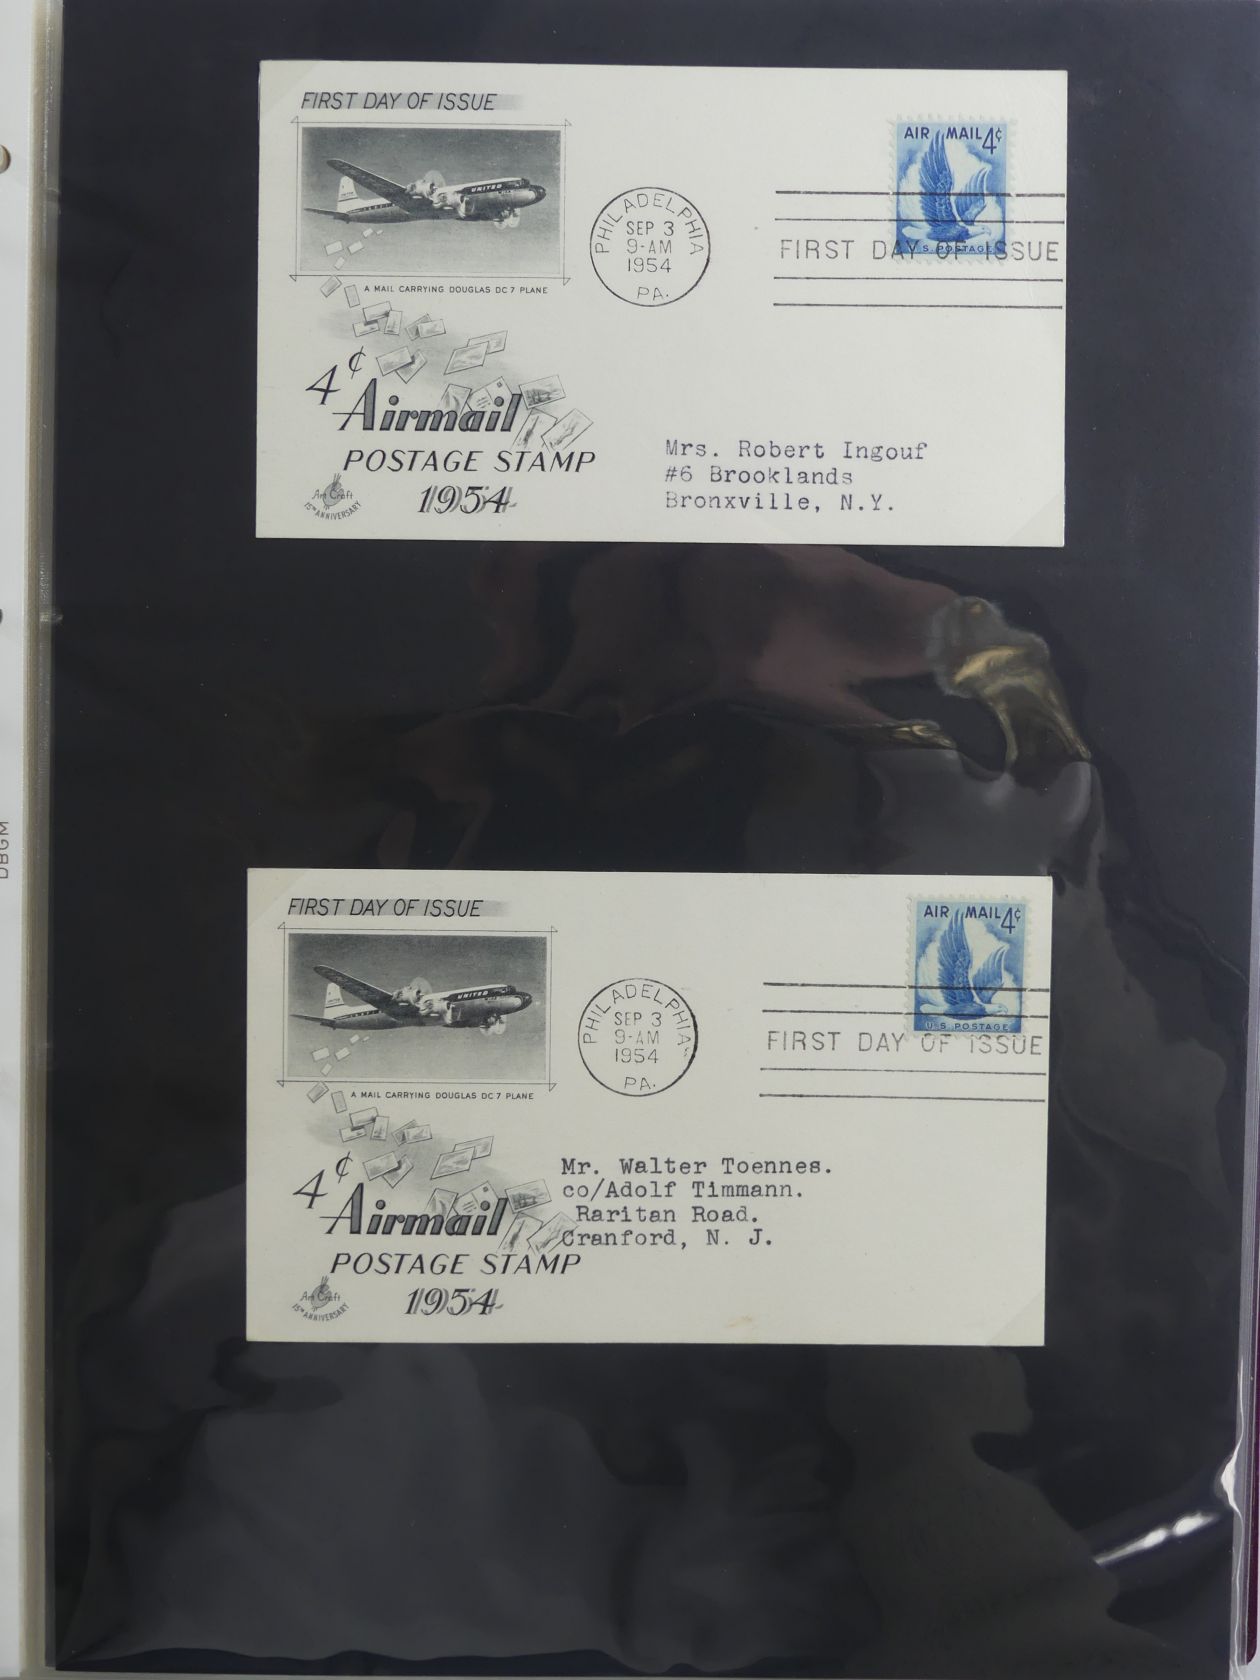 FIRST DAY OF ISSUE
UNITED
A MAIL CARRYING DOUGLAS DC 7 PLANE
4¢ Airmail
POSTAGE STAMP
1954
Art Craft
15TH ANNIVERSARY
PHILADELPHIA
SEP 3
9-AM
1954
PA.
AIR MAIL 4¢
U.S. POSTAGE
FIRST DAY OF ISSUE
Mrs. Robert Ingouf
#6 Brooklands
Bronxville, N.Y.
DBGM
FIRST DAY OF ISSUE
UNITED
A MAIL CARRYING DOUGLAS DC 7 PLANE
4¢ Airmail
POSTAGE STAMP
1954
Art Craft
15TH ANNIVERSARY
PHILADELPHIA
SEP 3
9-AM
1954
PA.
AIR MAIL 4¢
U.S. POSTAGE
FIRST DAY OF ISSUE
Mr. Walter Toennes.
co/Adolf Timmann.
Raritan Road.
Cranford, N. J.